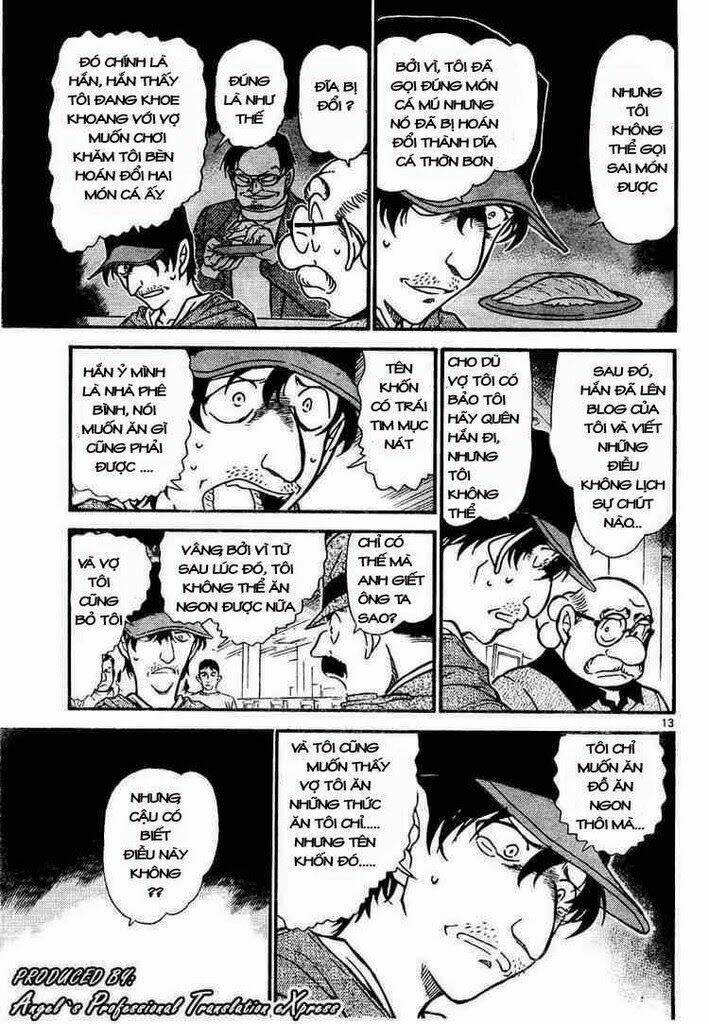 NHƯNG
TÔI
KHÔNG
THỂ GỌI
SAI MÓN
ĐƯỢC
BỞI VÌ, TÔI ĐÃ
GỌI ĐÚNG MÓN
CÁ MÚ NHƯNG
NÓ ĐÃ BỊ HOÁN
ĐỔI THÀNH DĨA
CÁ THỜN BƠN
ĐĨA BỊ
ĐỔI ?
ĐÚNG
LÀ NHƯ
THẾ
ĐÓ CHÍNH LÀ
HẮN, HẮN THẤY
TÔI ĐANG KHOE
KHOANG VỚI VỢ
MUỐN CHƠI
KHĂM TÔI BÈN
HOÁN ĐỔI HAI
MÓN CÁ ẤY
SAU ĐÓ,
HẮN ĐÃ LÊN
BLOG CỦA
TÔI VÀ VIẾT
NHỮNG
ĐIỀU
KHÔNG LỊCH
SỰ CHÚT
NÀO...
CHO DŨ
VỢ TÔI CÓ
BẢO TÔI
HÃY QUÊN
HẮN ĐI,
NHƯNG
TÔI
KHÔNG
THỂ
TÊN
KHỐN
CÓ TRÁI
TIM MỤC
NÁT
HẮN Ỷ MÌNH
LÀ NHÀ PHÊ
BÌNH, NÓI
MUỐN ĂN GÌ
CŨNG PHẢI
ĐƯỢC ....
CHỈ CÓ
THẾ MÀ
ANH GIẾT
ÔNG TA
SAO?
VÂNG BỞI VÌ TỪ
SAU LÚC ĐÓ, TÔI
KHÔNG THỂ ĂN
NGON ĐƯỢC NỮA
VÀ VỢ
TÔI
CŨNG
BỎ TÔI
13
TÔI CHỈ
MUỐN ĂN
ĐỒ ĂN
NGON
THÔI MÀ...
VÀ TÔI CŨNG
MUỐN THẤY
VỢ TÔI ĂN
NHỮNG THỨC
ĂN TÔI CHỈ.....
NHƯNG TÊN
KHỐN ĐÓ.....
NHƯNG
CẬU CÓ
BIẾT
ĐIỀU NÀY
KHÔNG
??
PRODUCED BY:
Angel's Professional Translation eXpress